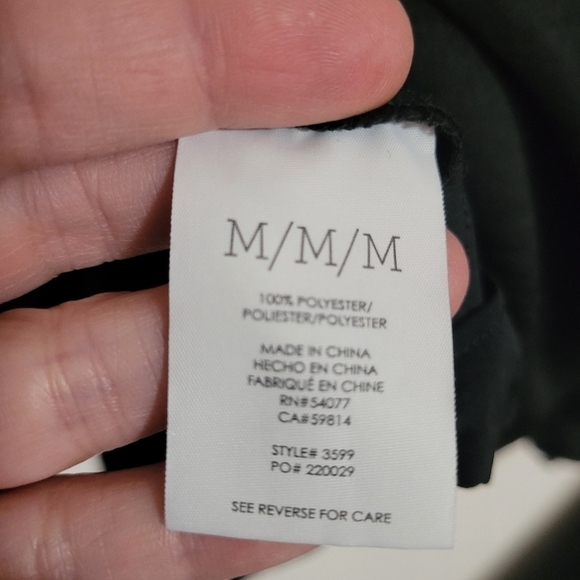 M/M/M
100% POLYESTER/
POLIESTER/POLYESTER
MADE IN CHINA
HECHO EN CHINA
FABRIQUÉ EN CHINE
RN#54077
CA#59814
STYLE# 3599
PO# 220029
SEE REVERSE FOR CARE